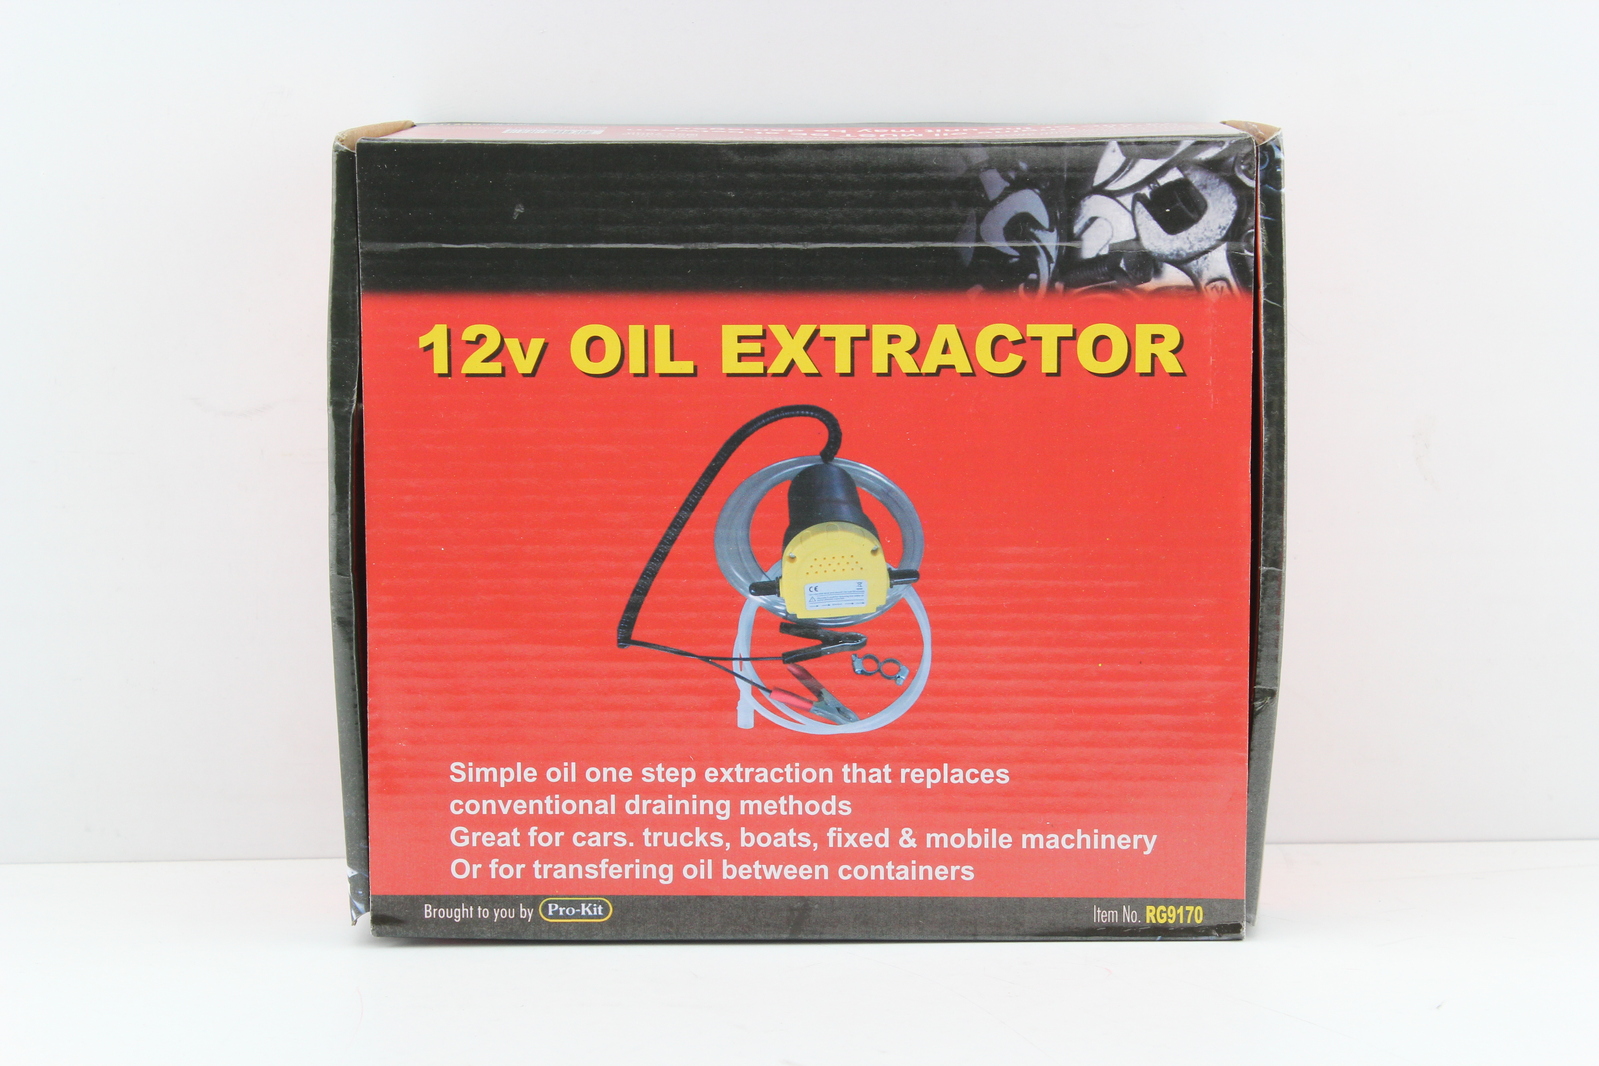 12v OIL EXTRACTOR
CE
Simple oil one step extraction that replaces
conventional draining methods
Great for cars. trucks, boats, fixed & mobile machinery
Or for transfering oil between containers
Brought to you by Pro-Kit
Item No. RG9170